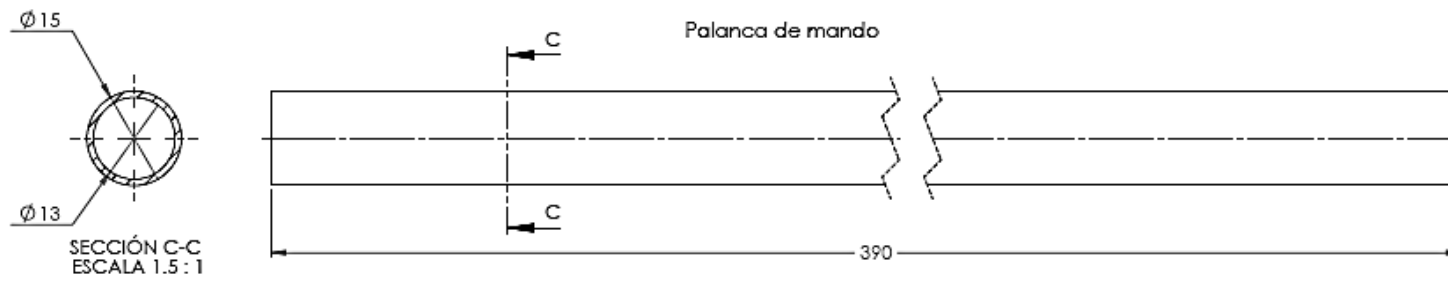 Ø15
Palanca de mando
C
C
Ø13
SECCIÓN C-C
ESCALA 1.5 : 1
390